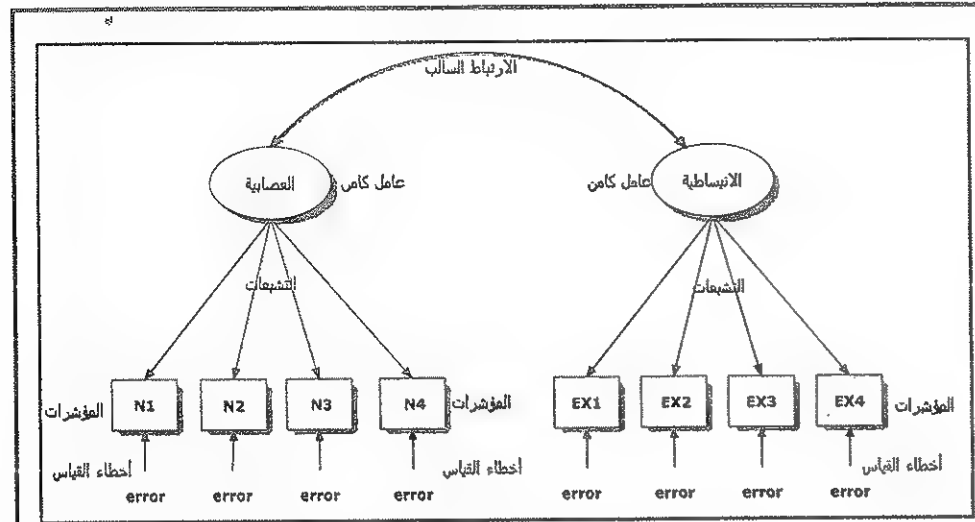 الارتباط السالب
العصابية
عامل كامن
عامل كامن
الانبساطية
التشبعات
التشبعات
المؤشرات
N1
N2
N3
N4
المؤشرات
EX1
EX2
EX3
EX4
المؤشرات
أخطاء القياس
error
error
error
error
أخطاء القياس
error
error
error
error
أخطاء القياس